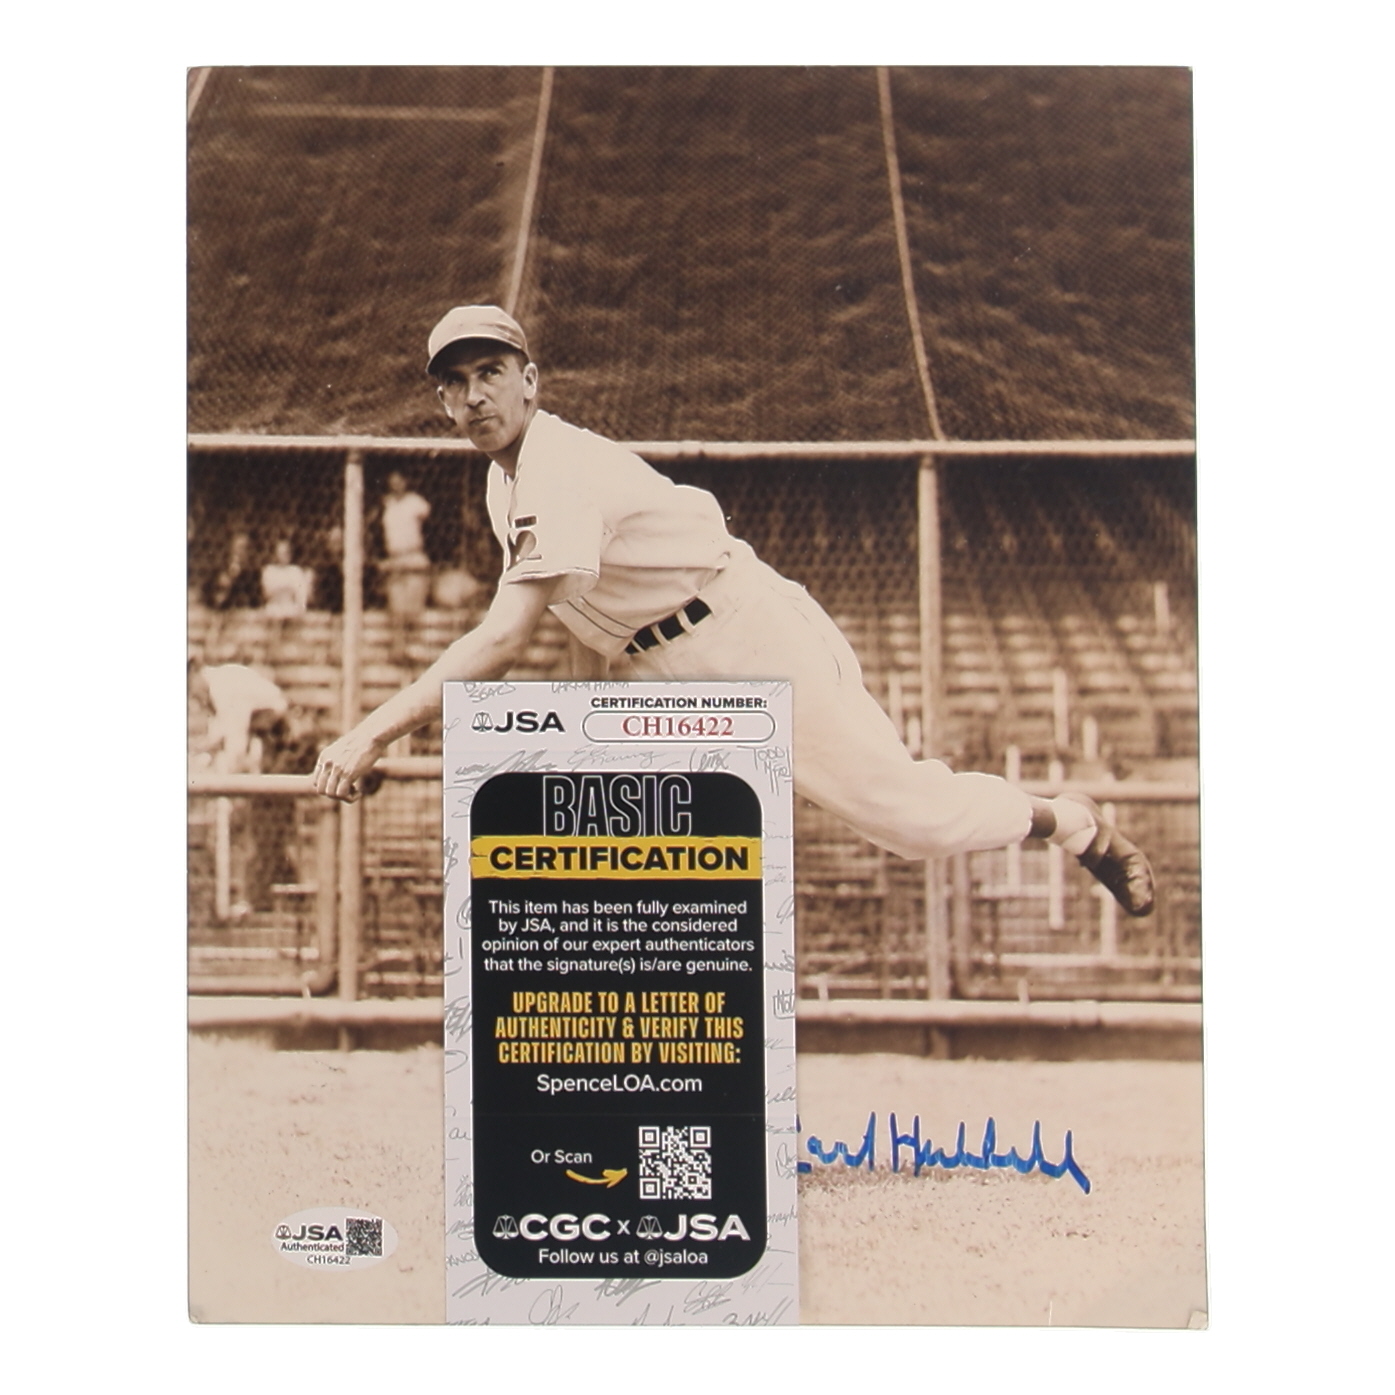 JSA
CERTIFICATION NUMBER:
CH16422
BASIC
CERTIFICATION
This item has been fully examined
by JSA, and it is the considered
opinion of our expert authenticators
that the signature(s) is/are genuine.
UPGRADE TO A LETTER OF
AUTHENTICITY & VERIFY THIS
CERTIFICATION BY VISITING:
SpenceLOA.com
Or Scan
CGC x JSA
Follow us at @jsaloa
Carl Hubbell
JSA
Authenticated
CH16422